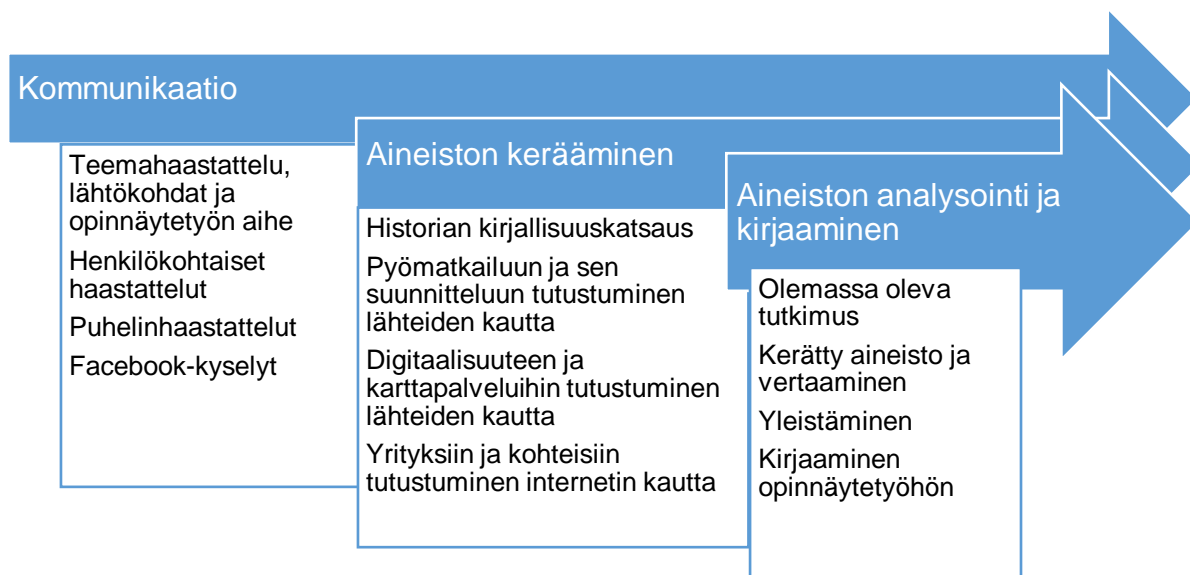 Kommunikaatio
Teemahaastattelu,
lähtökohdat ja
opinnäytetyön aihe
Henkilökohtaiset
haastattelut
Puhelinhaastattelut
Facebook-kyselyt
Aineiston kerääminen
Historian kirjallisuuskatsaus
Pyömatkailuun ja sen
suunnitteluun tutustuminen
lähteiden kautta
Digitaalisuuteen ja
karttapalveluihin tutustuminen
lähteiden kautta
Yrityksiin ja kohteisiin
tutustuminen internetin kautta
Aineiston analysointi ja
kirjaaminen
Olemassa oleva
tutkimus
Kerätty aineisto ja
vertaaminen
Yleistäminen
Kirjaaminen
opinnäytetyöhön